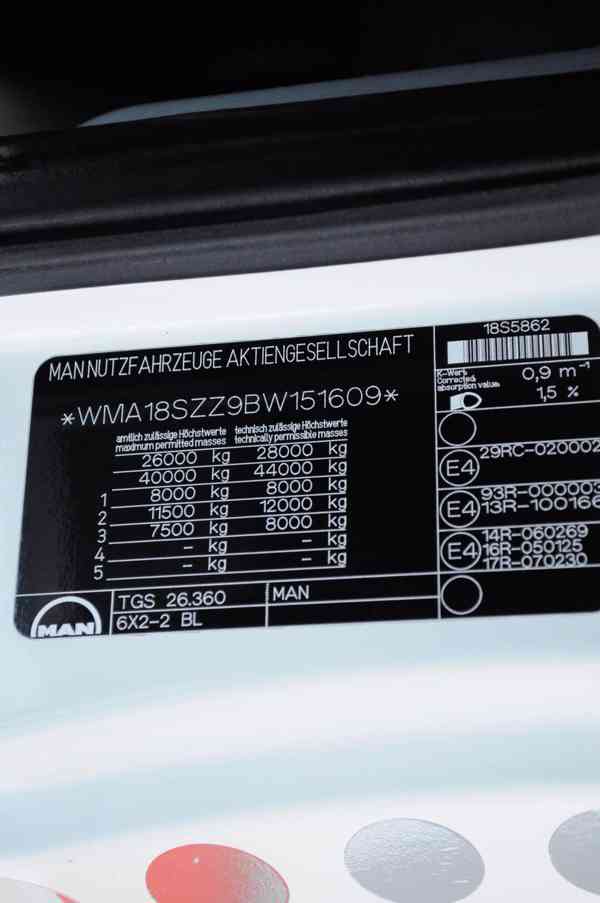 MAN NUTZFAHRZEUGE AKTIENGESELLSCHAFT
*WMA18SZZ9BW151609*
amtlich zulässige Höchstwerte technisch zulässige Höchstwerte
maximum permitted masses technically permissible masses
26000 kg 28000 kg
40000 kg 44000 kg
1 8000 kg 8000 kg
2 11500 kg 12000 kg
3 7500 kg 8000 kg
4 - kg - kg
5 - kg - kg
MAN TGS 26.360 MAN
6X2-2 BL
18S5862
K-Wert
Corrected 0,9 m⁻¹
absorption value
1,5 %
E4 29RC-020002
E4 93R-000003
13R-100166
E4 14R-060269
16R-050125
17R-070230